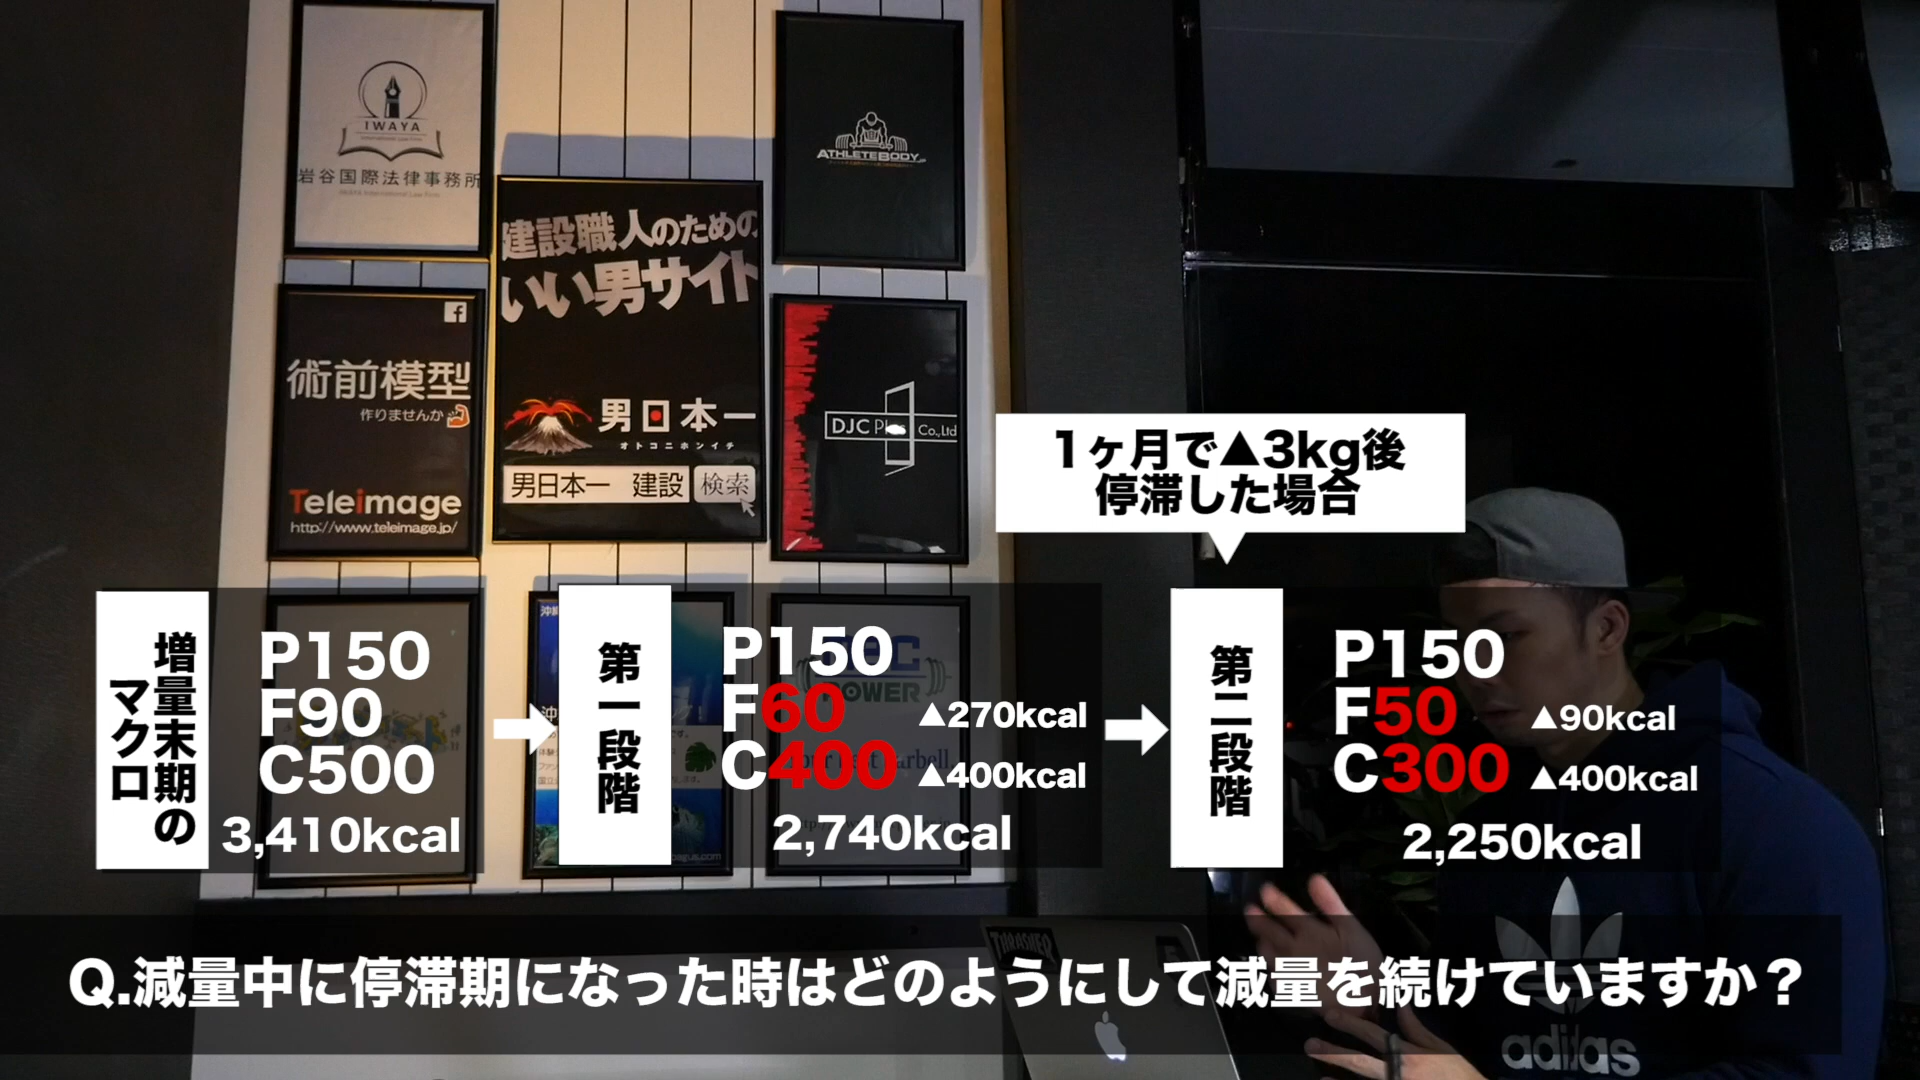 IWAYA
岩谷国際法律事務所
ATHLETEBODY
建設職人のための
いい男サイト
男日本一
オトコニホンイチ
男日本一 建設 検索
術前模型
作りませんか
Teleimage
http://www.teleimage.jp/
DJC Plus Co.,Ltd
1ヶ月で▲3kg後
停滞した場合
増量末期の
マクロ
P150
F90
C500
3,410kcal
第一段階
P150
F60 ▲270kcal
C400 ▲400kcal
2,740kcal
第二段階
P150
F50 ▲90kcal
C300 ▲400kcal
2,250kcal
POWER
THRASHER
Q.減量中に停滞期になった時はどのようにして減量を続けていますか？
adidas